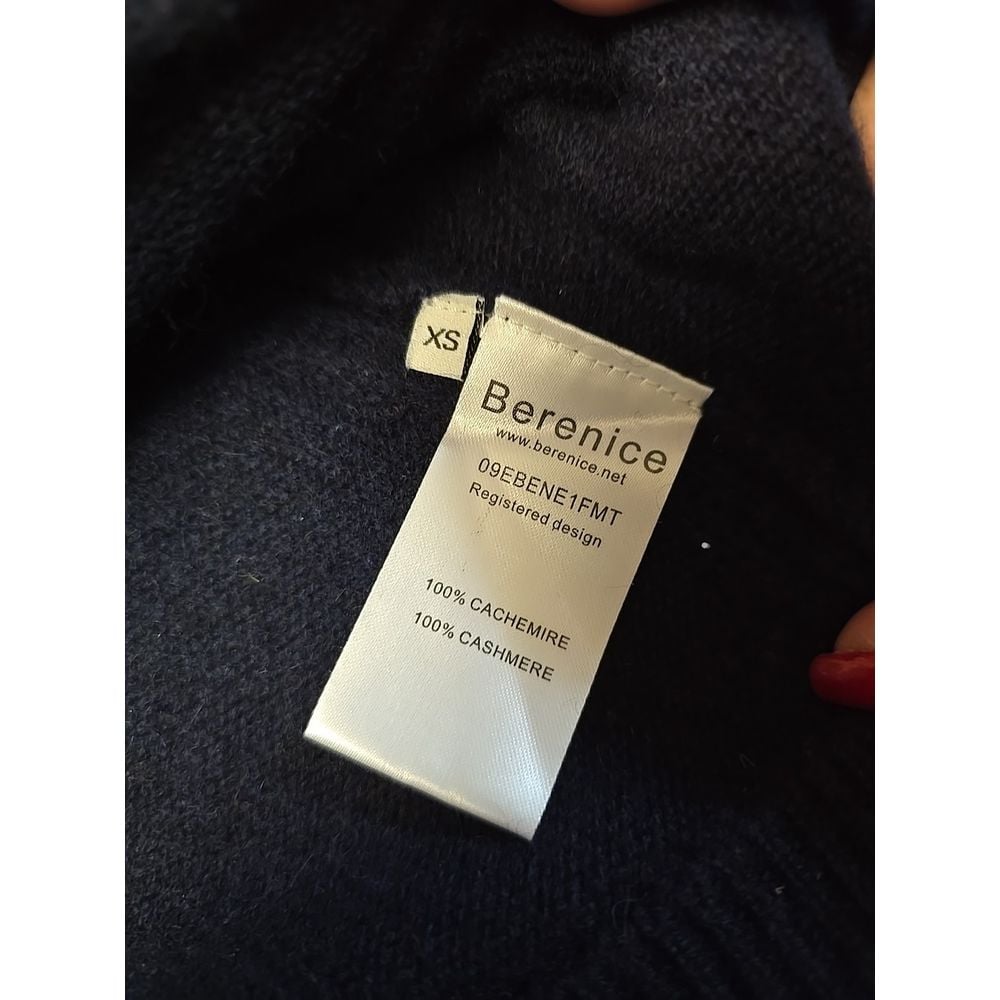 XS
Berenice
www.berenice.net
09EBENE1FMT
Registered design
100% CACHEMIRE
100% CASHMERE